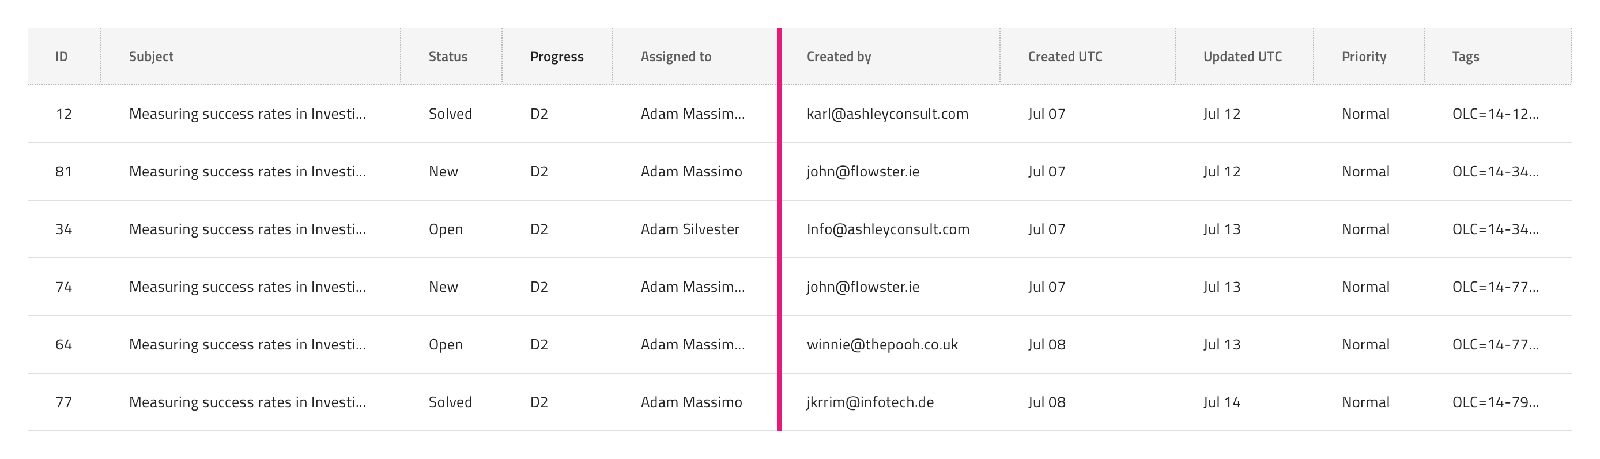 ID Subject Status Progress Assigned to Created by Created UTC Updated UTC Priority Tags
12 Measuring success rates in Investi... Solved D2 Adam Massim... karl@ashleyconsult.com Jul 07 Jul 12 Normal OLC=14-12...
81 Measuring success rates in Investi... New D2 Adam Massimo john@flowster.ie Jul 07 Jul 12 Normal OLC=14-34...
34 Measuring success rates in Investi... Open D2 Adam Silvester Info@ashleyconsult.com Jul 07 Jul 13 Normal OLC=14-34...
74 Measuring success rates in Investi... New D2 Adam Massim... john@flowster.ie Jul 07 Jul 13 Normal OLC=14-77...
64 Measuring success rates in Investi... Open D2 Adam Massim... winnie@thepooh.co.uk Jul 08 Jul 13 Normal OLC=14-77...
77 Measuring success rates in Investi... Solved D2 Adam Massimo jkrrim@infotech.de Jul 08 Jul 14 Normal OLC=14-79...